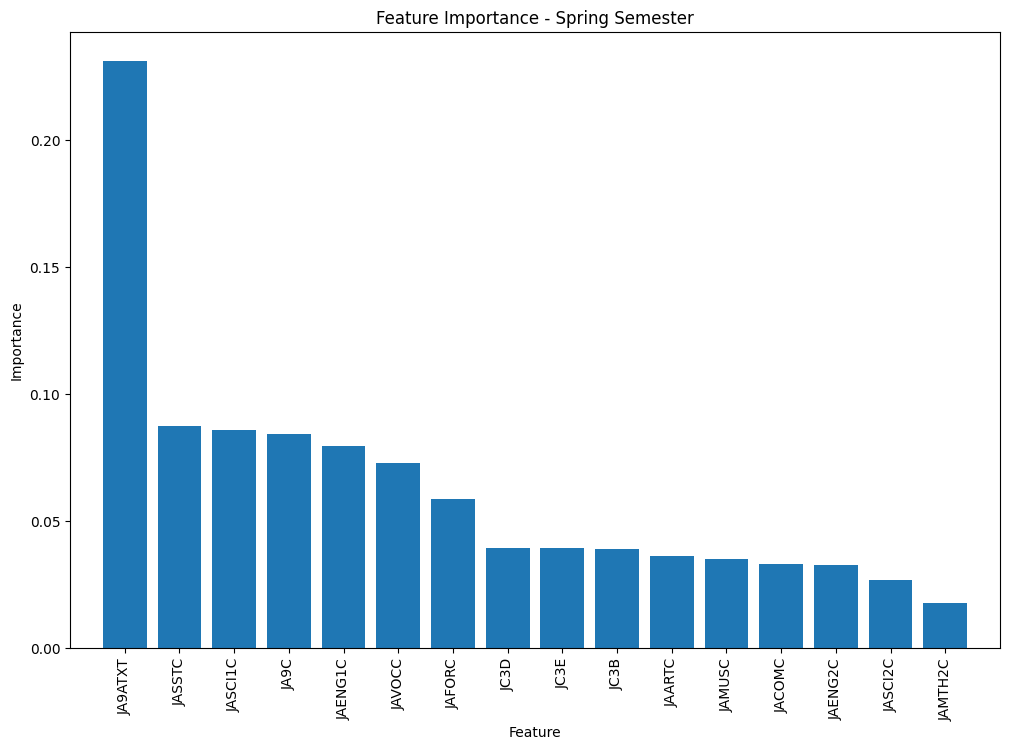 Feature Importance - Spring Semester
Importance
0.20
0.15
0.10
0.05
0.00
JA9ATXT
JASSTC
JASCI1C
JA9C
JAENG1C
JAVOCC
JAFORC
JC3D
JC3E
JC3B
JAARTC
JAMUSC
JACOMC
JAENG2C
JASCI2C
JAMTH2C
Feature